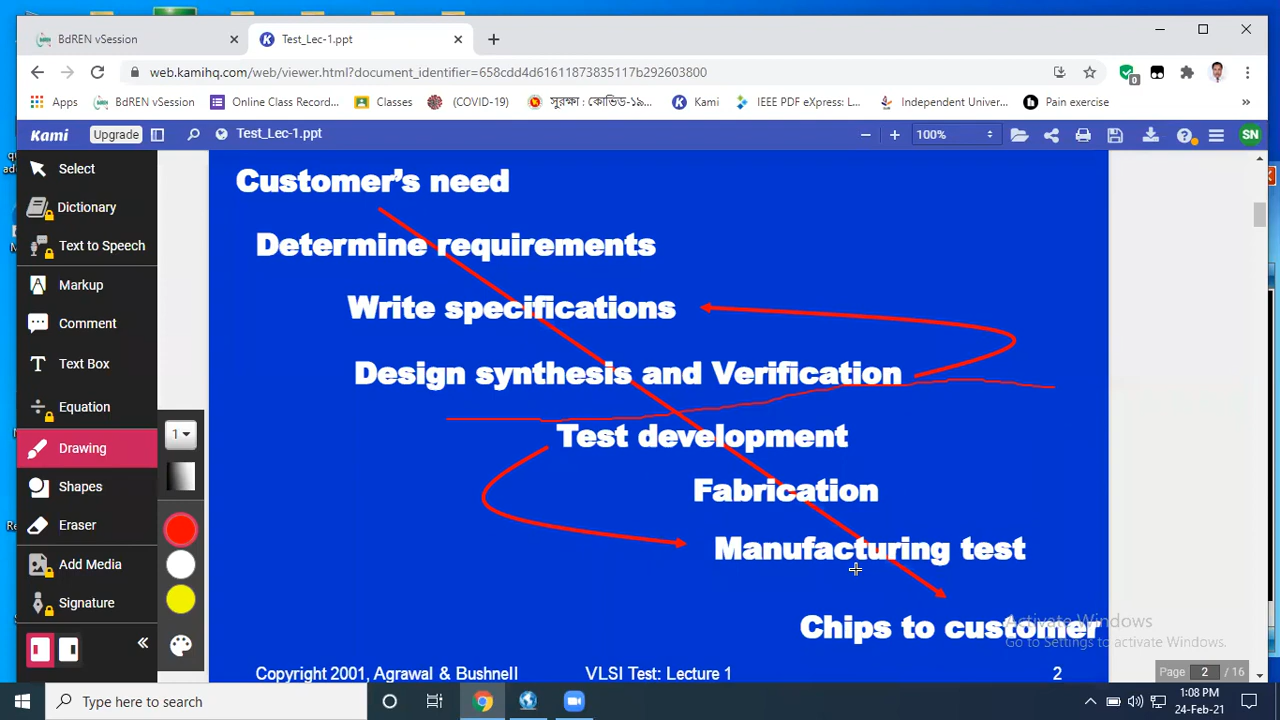 BdREN vSession
Test_Lec-1.ppt
web.kamihq.com/web/viewer.html?document_identifier=658cd4d61611873835117b292603800
Apps
BdREN vSession
Online Class Record...
Classes
(COVID-19)
সুরক্ষা : কোভিড-১৯...
Kami
IEEE PDF eXpress: L...
Independent Univer...
Pain exercise
Kami
Upgrade
Test_Lec-1.ppt
100%
SN
Select
Dictionary
Text to Speech
Markup
Comment
Text Box
Equation
Drawing
Shapes
Eraser
Add Media
Signature
1
Customer’s need
Determine requirements
Write specifications
Design synthesis and Verification
Test development
Fabrication
Manufacturing test
Chips to customer
Copyright 2001, Agrawal & Bushnell
VLSI Test: Lecture 1
2
Activate Windows
Go to Settings to activate Windows.
Page 2 / 16
Type here to search
1:08 PM
24-Feb-21